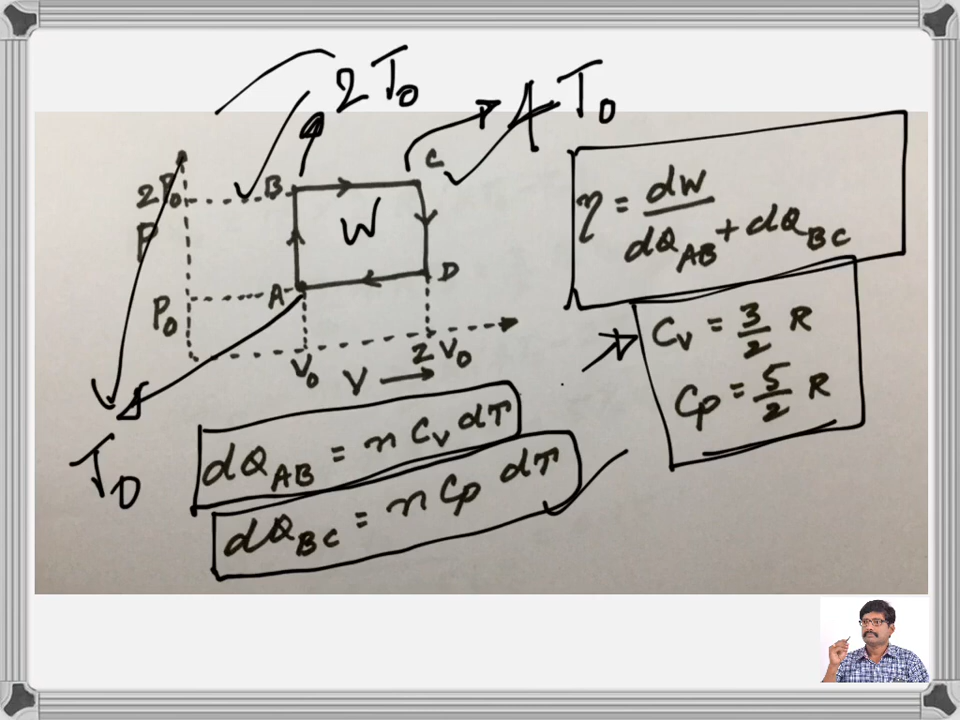 2T₀
4T₀
2P₀
B
C
W
P
A
D
P₀
V₀
2V₀
V
η = dW / dQ_AB + dQ_BC
C_V = 3/2 R
C_P = 5/2 R
T₀
dQ_AB = n C_V dT
dQ_BC = n C_P dT